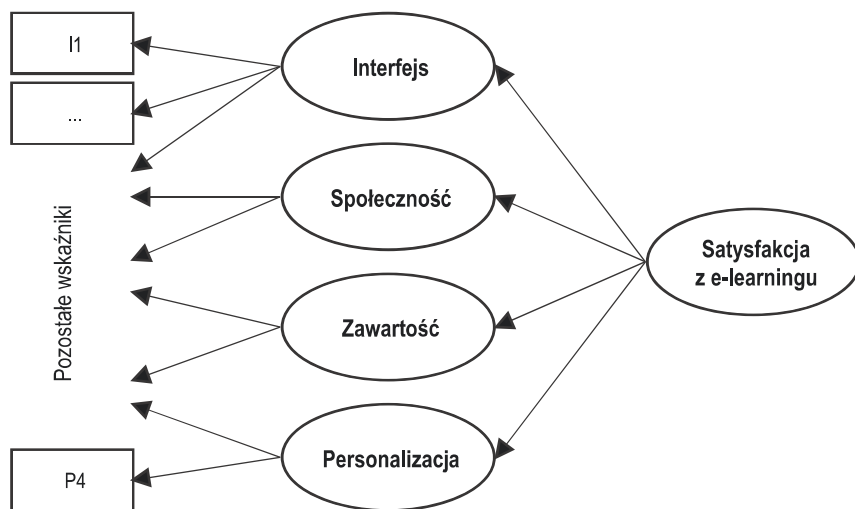 I1
...
Pozostałe wskaźniki
P4
Interfejs
Społeczność
Zawartość
Personalizacja
Satysfakcja
z e-learningu